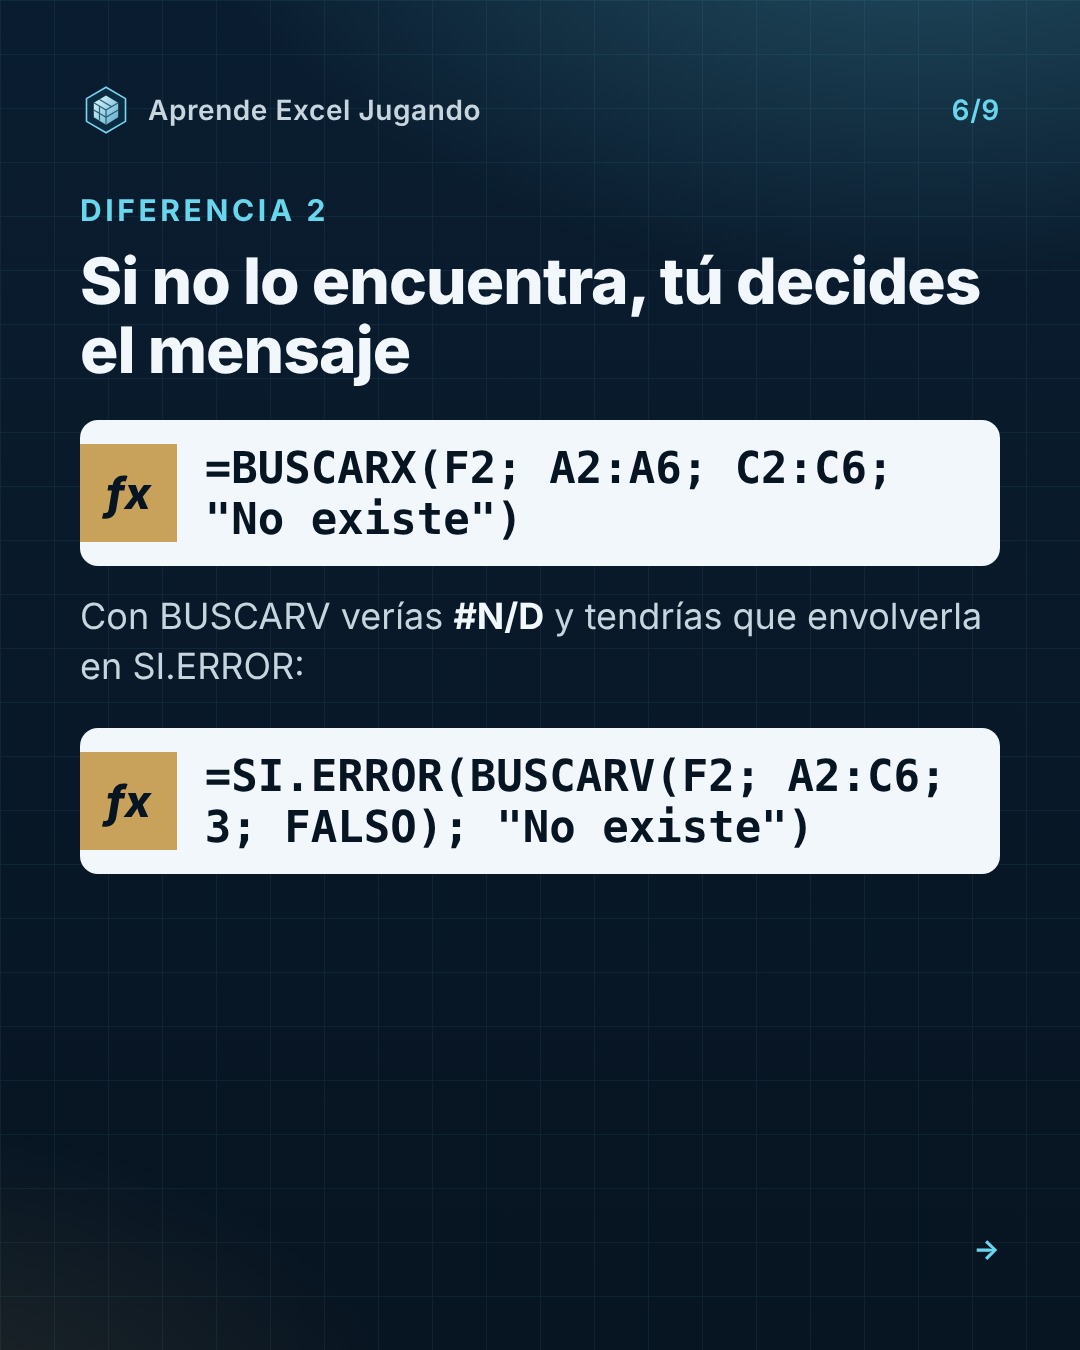 Aprende Excel Jugando
6/9
DIFERENCIA 2
Si no lo encuentra, tú decides
el mensaje
fx
=BUSCARX(F2; A2:A6; C2:C6;
"No existe")
Con BUSCARV verías #N/D y tendrías que envolverla
en SI.ERROR:
fx
=SI.ERROR(BUSCARV(F2; A2:C6;
3; FALSO); "No existe")
→